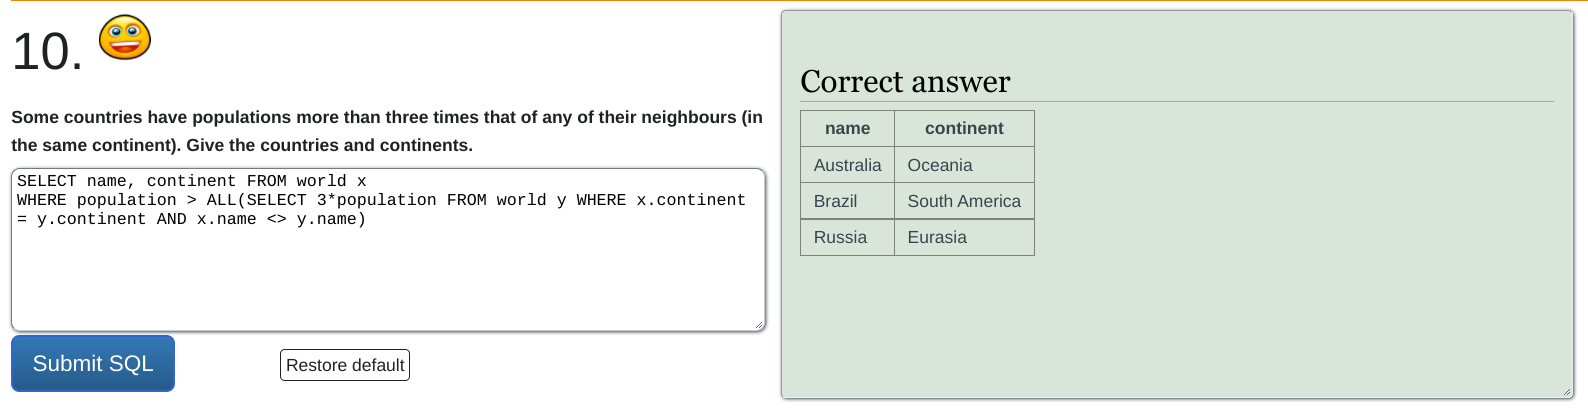 10.
Some countries have populations more than three times that of any of their neighbours (in
the same continent). Give the countries and continents.
SELECT name, continent FROM world x
WHERE population > ALL(SELECT 3*population FROM world y WHERE x.continent
= y.continent AND x.name <> y.name)
Submit SQL
Restore default
Correct answer
name continent
Australia Oceania
Brazil South America
Russia Eurasia